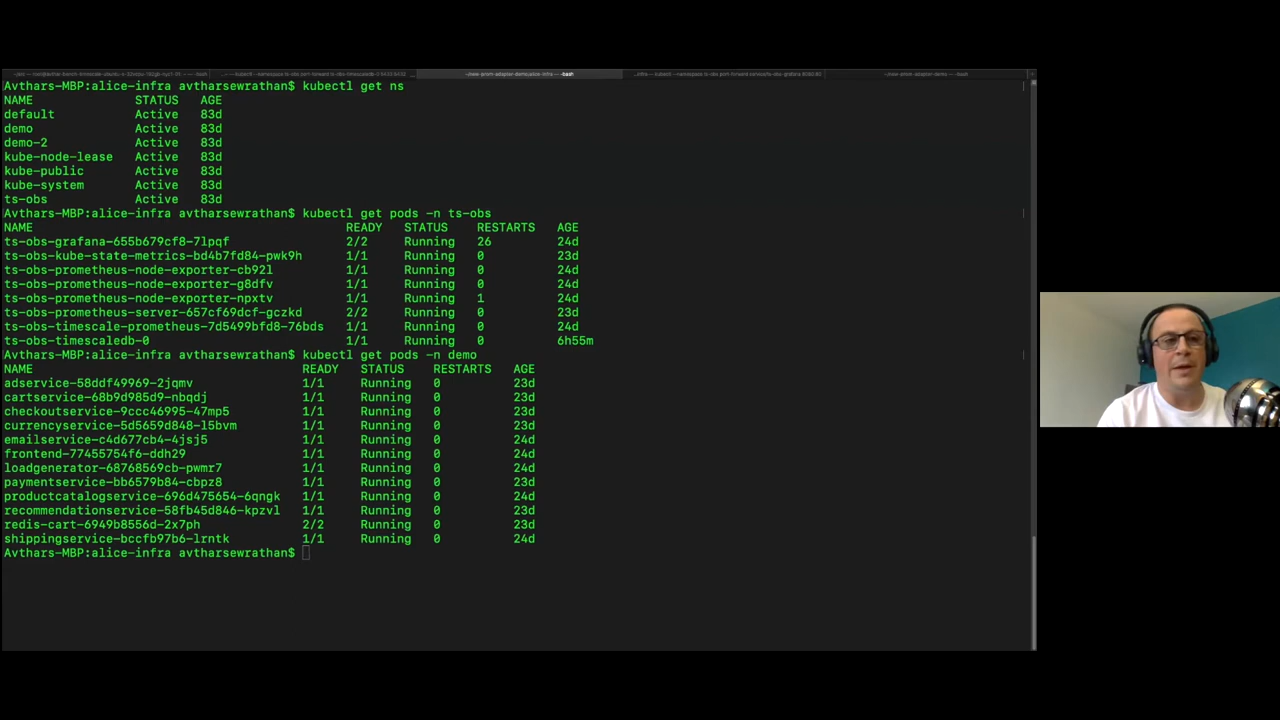 Avthars-MBP:alice-infra avtharsewrathan$ kubectl get ns
NAME STATUS AGE
default Active 83d
demo Active 83d
demo-2 Active 83d
kube-node-lease Active 83d
kube-public Active 83d
kube-system Active 83d
ts-obs Active 83d
Avthars-MBP:alice-infra avtharsewrathan$ kubectl get pods -n ts-obs
NAME READY STATUS RESTARTS AGE
ts-obs-grafana-655b679cf8-7lpqf 2/2 Running 26 24d
ts-obs-kube-state-metrics-bd4b7fd84-pwk9h 1/1 Running 0 23d
ts-obs-prometheus-node-exporter-cb92l 1/1 Running 0 24d
ts-obs-prometheus-node-exporter-g8dfv 1/1 Running 0 24d
ts-obs-prometheus-node-exporter-npxtv 1/1 Running 1 24d
ts-obs-prometheus-server-657cf69dcf-gczkd 2/2 Running 0 23d
ts-obs-timescale-prometheus-7d5499bfd8-76bds 1/1 Running 0 24d
ts-obs-timescaledb-0 1/1 Running 0 6h55m
Avthars-MBP:alice-infra avtharsewrathan$ kubectl get pods -n demo
NAME READY STATUS RESTARTS AGE
adservice-58ddf49969-2jqmv 1/1 Running 0 23d
cartservice-68b9d985d9-nbqdj 1/1 Running 0 23d
checkoutservice-9ccc46995-47mp5 1/1 Running 0 23d
currencyservice-5d5659d848-l5bvm 1/1 Running 0 23d
emailservice-c4d677cb4-4jsj5 1/1 Running 0 24d
frontend-77455754f6-ddh29 1/1 Running 0 24d
loadgenerator-68768569cb-pwmr7 1/1 Running 0 24d
paymentservice-bb6579b84-cbpz8 1/1 Running 0 23d
productcatalogservice-696d475654-6qngk 1/1 Running 0 24d
recommendationservice-58fb45d846-kpzvl 1/1 Running 0 23d
redis-cart-6949b8556d-2x7ph 2/2 Running 0 23d
shippingservice-bccfb97b6-lrntk 1/1 Running 0 24d
Avthars-MBP:alice-infra avtharsewrathan$